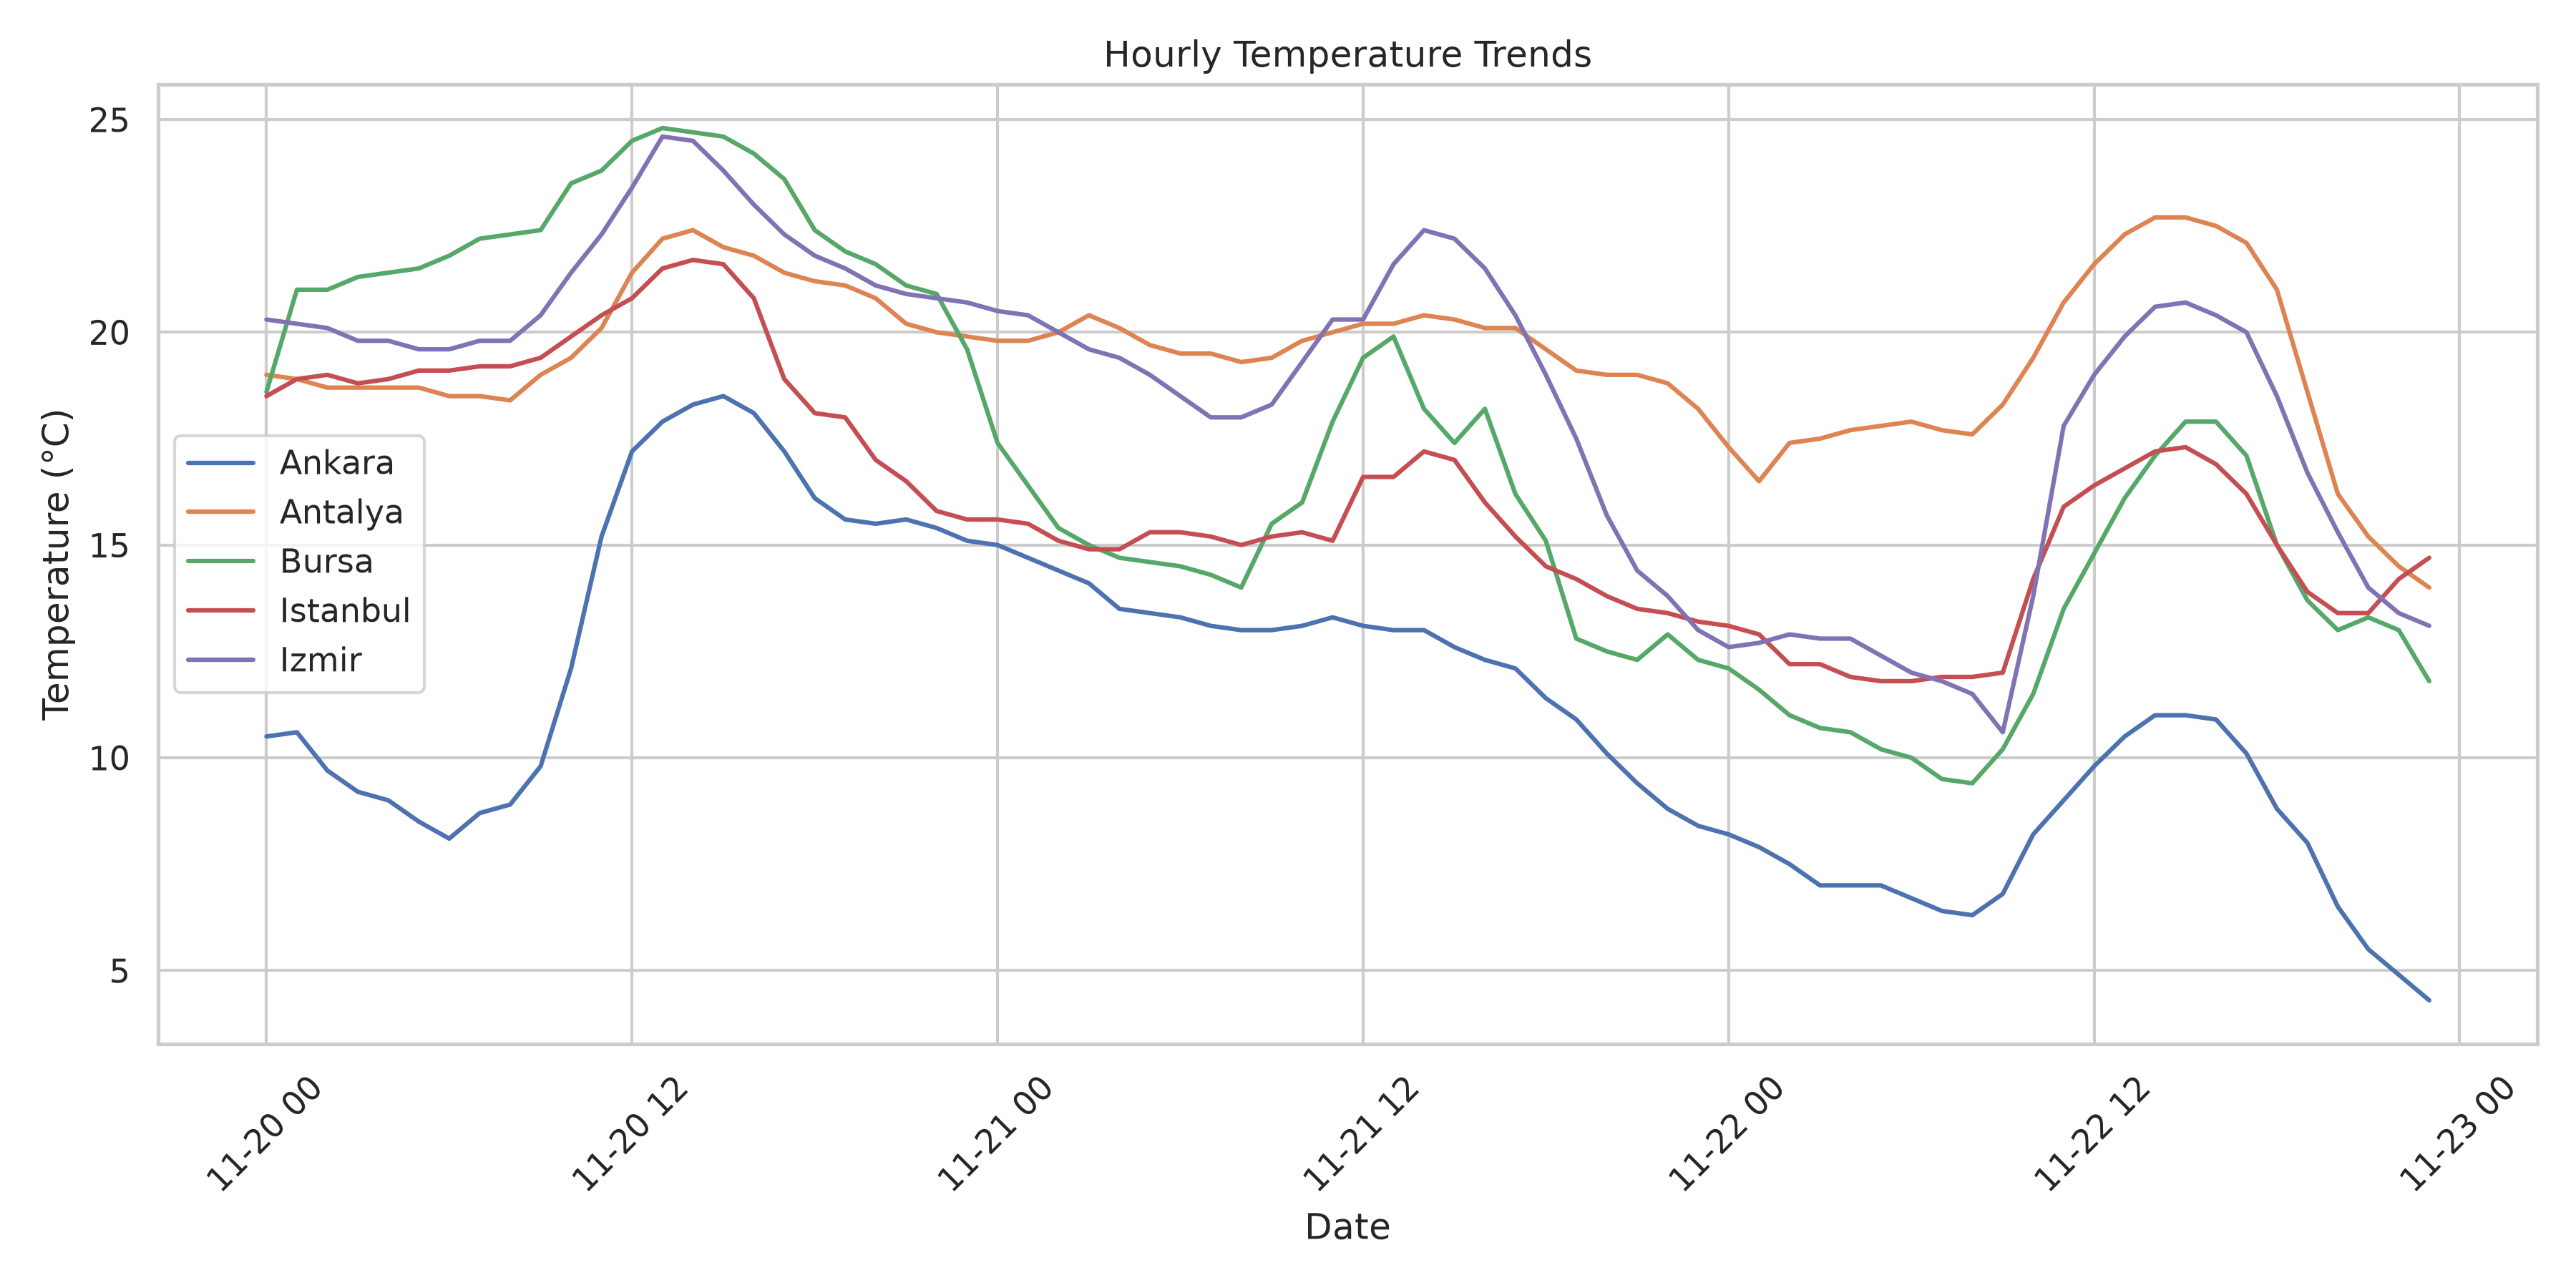 Hourly Temperature Trends
Temperature (°C)
25
20
15
10
5
Ankara
Antalya
Bursa
Istanbul
Izmir
11-20 00
11-20 12
11-21 00
11-21 12
11-22 00
11-22 12
11-23 00
Date